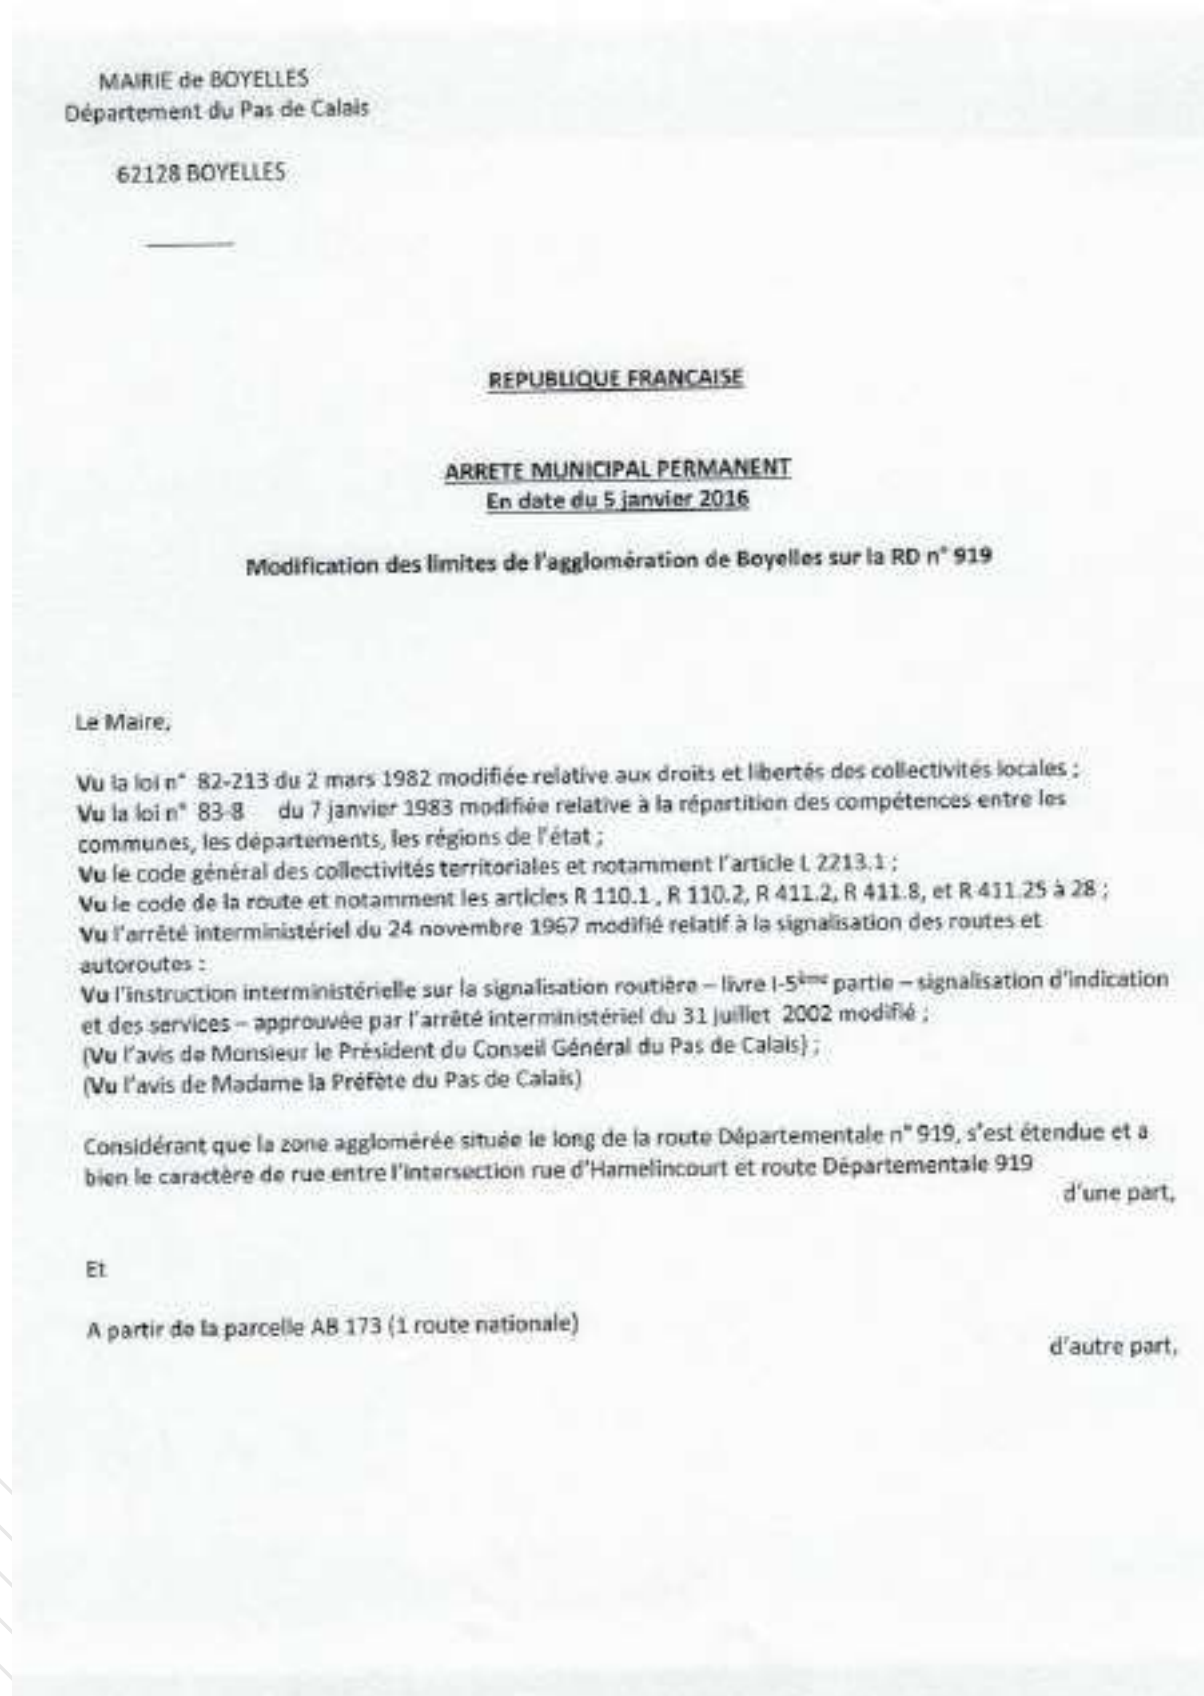 MAIRIE de BOYELLES
Département du Pas de Calais
62128 BOYELLES
REPUBLIQUE FRANCAISE
ARRETE MUNICIPAL PERMANENT
En date du 5 janvier 2016
Modification des limites de l'agglomération de Boyelles sur la RD n° 919
Le Maire,
Vu la loi n° 82-213 du 2 mars 1982 modifiée relative aux droits et libertés des collectivités locales ;
Vu la loi n° 83-8 du 7 janvier 1983 modifiée relative à la répartition des compétences entre les
communes, les départements, les régions de l'état ;
Vu le code général des collectivités territoriales et notamment l'article L 2213.1 ;
Vu le code de la route et notamment les articles R 110.1 , R 110.2, R 411.2, R 411.8, et R 411.25 à 28 ;
Vu l'arrêté interministériel du 24 novembre 1967 modifié relatif à la signalisation des routes et
autoroutes :
Vu l'instruction interministérielle sur la signalisation routière – livre I-5ème partie – signalisation d'indication
et des services – approuvée par l'arrêté interministériel du 31 juillet 2002 modifié ;
(Vu l'avis de Monsieur le Président du Conseil Général du Pas de Calais) ;
(Vu l'avis de Madame la Préfète du Pas de Calais)
Considérant que la zone agglomérée située le long de la route Départementale n° 919, s'est étendue et a
bien le caractère de rue entre l'intersection rue d'Hamelincourt et route Départementale 919
d'une part,
Et
A partir de la parcelle AB 173 (1 route nationale)
d'autre part,